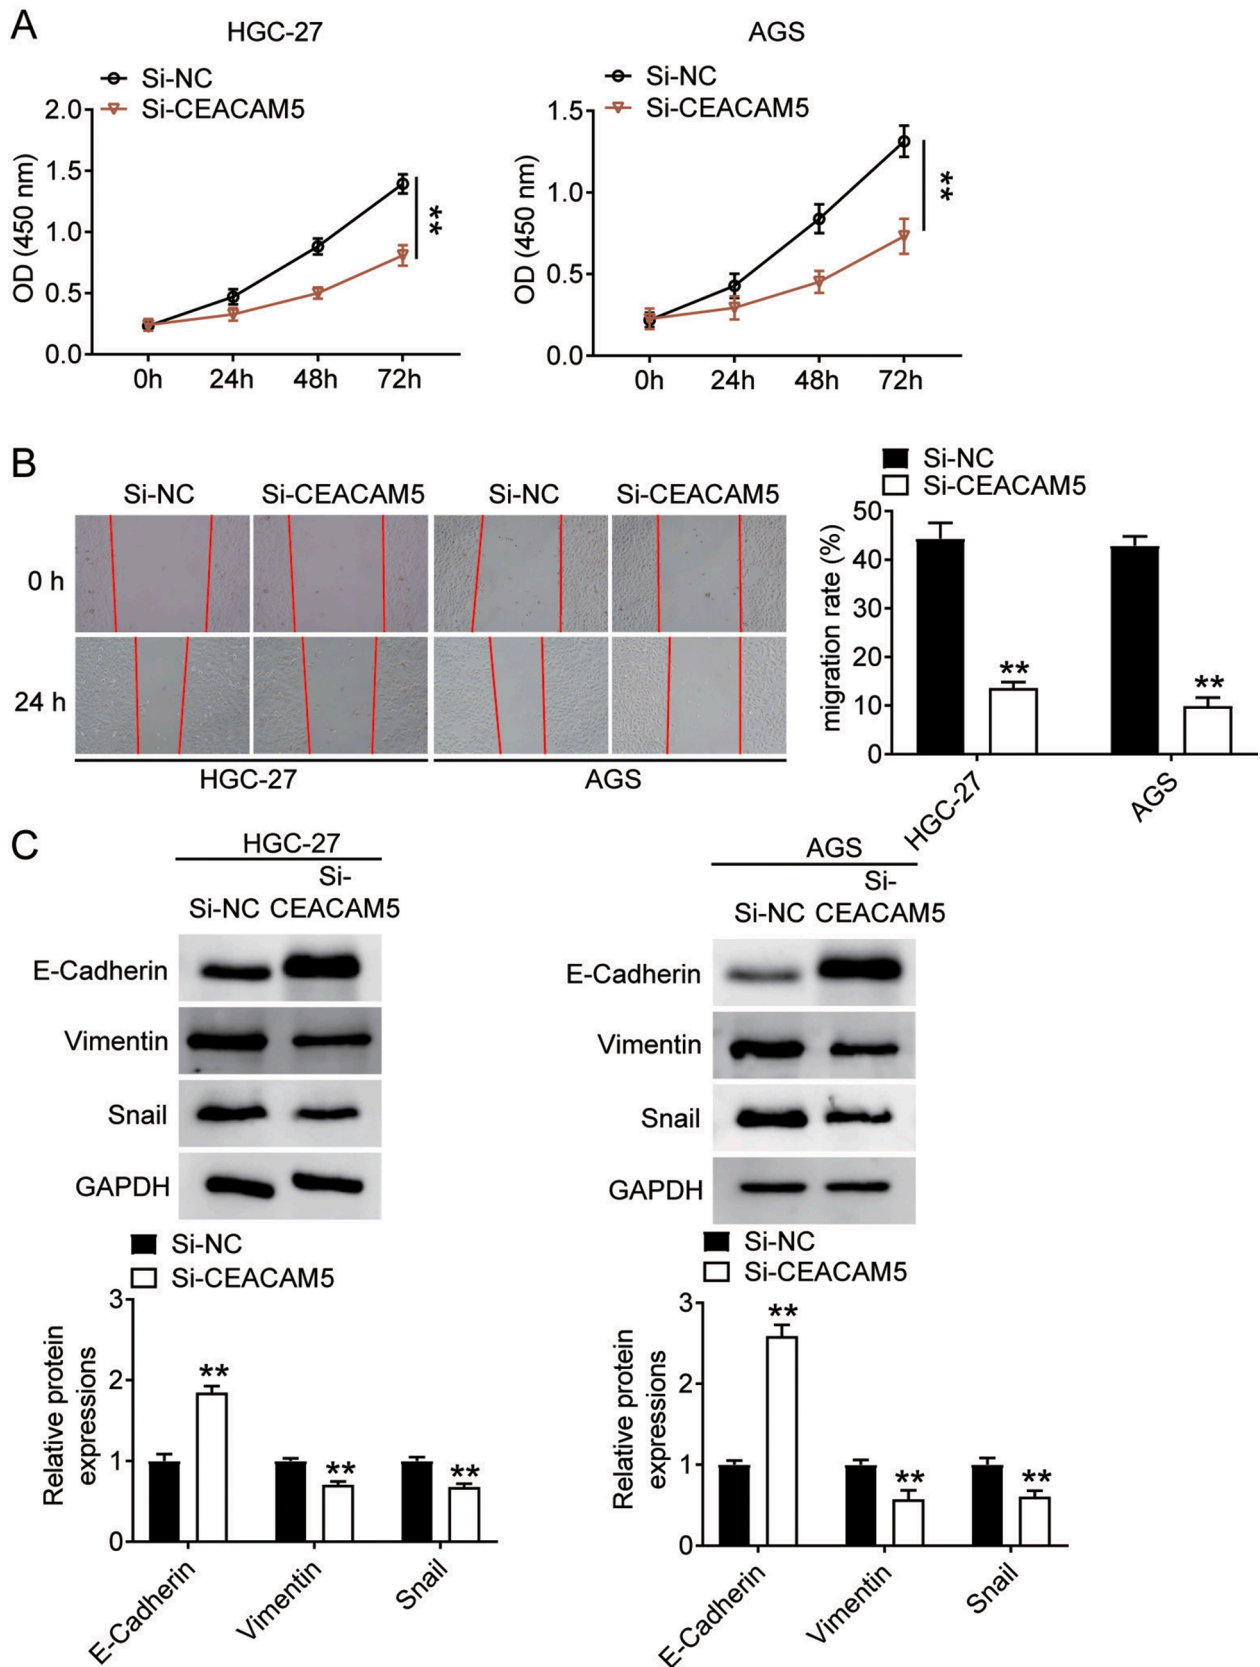 A
HGC-27
Si-NC
Si-CEACAM5
OD (450 nm)
2.0
1.5
1.0
0.5
0.0
0h 24h 48h 72h
**
AGS
Si-NC
Si-CEACAM5
OD (450 nm)
1.5
1.0
0.5
0.0
0h 24h 48h 72h
**
B
Si-NC Si-CEACAM5 Si-NC Si-CEACAM5
0 h
24 h
HGC-27 AGS
Si-NC
Si-CEACAM5
migration rate (%)
50
40
30
20
10
0
** **
HGC-27 AGS
C
HGC-27
Si-
Si-NC CEACAM5
E-Cadherin
Vimentin
Snail
GAPDH
Si-NC
Si-CEACAM5
Relative protein
expressions
3
2
1
0
** ** **
E-Cadherin Vimentin Snail
AGS
Si-
Si-NC CEACAM5
E-Cadherin
Vimentin
Snail
GAPDH
Si-NC
Si-CEACAM5
Relative protein
expressions
3
2
1
0
** ** **
E-Cadherin Vimentin Snail